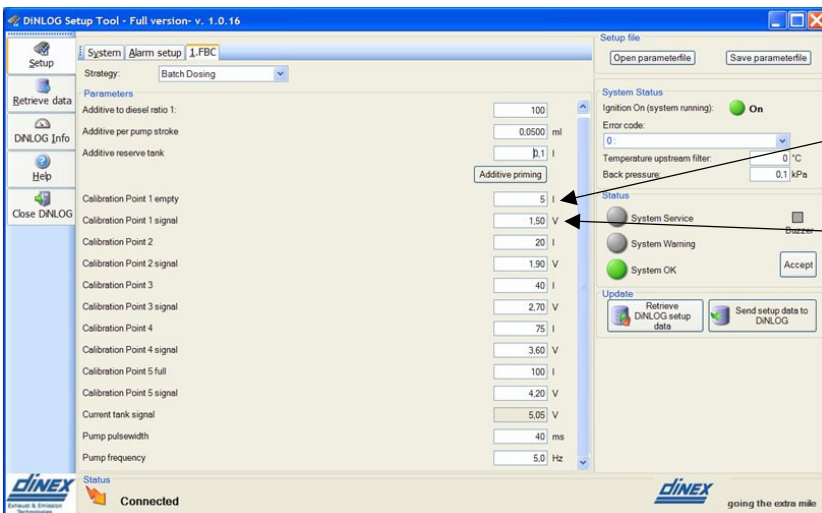 DiNLOG Setup Tool - Full version- v. 1.0.16
Setup
Retrieve data
DiNLOG Info
Help
Close DiNLOG
System Alarm setup 1.FBC
Strategy: Batch Dosing
Parameters
Additive to diesel ratio 1: 100
Additive per pump stroke 0,0500 ml
Additive reserve tank 0,1 l
Additive priming
Calibration Point 1 empty 5 l
Calibration Point 1 signal 1,50 V
Calibration Point 2 20 l
Calibration Point 2 signal 1,90 V
Calibration Point 3 40 l
Calibration Point 3 signal 2,70 V
Calibration Point 4 75 l
Calibration Point 4 signal 3,60 V
Calibration Point 5 full 100 l
Calibration Point 5 signal 4,20 V
Current tank signal 5,05 V
Pump pulsewidth 40 ms
Pump frequency 5,0 Hz
Setup file
Open parameterfile Save parameterfile
System Status
Ignition On (system running): On
Error code:
0 :
Temperature upstream filter: 0 °C
Back pressure: 0,1 kPa
Status
System Service
Buzzer
System Warning
System OK
Accept
Update
Retrieve DiNLOG setup data
Send setup data to DiNLOG
DINEX
Exhaust & Emission
Technologies
Status
Connected
DINEX
going the extra mile